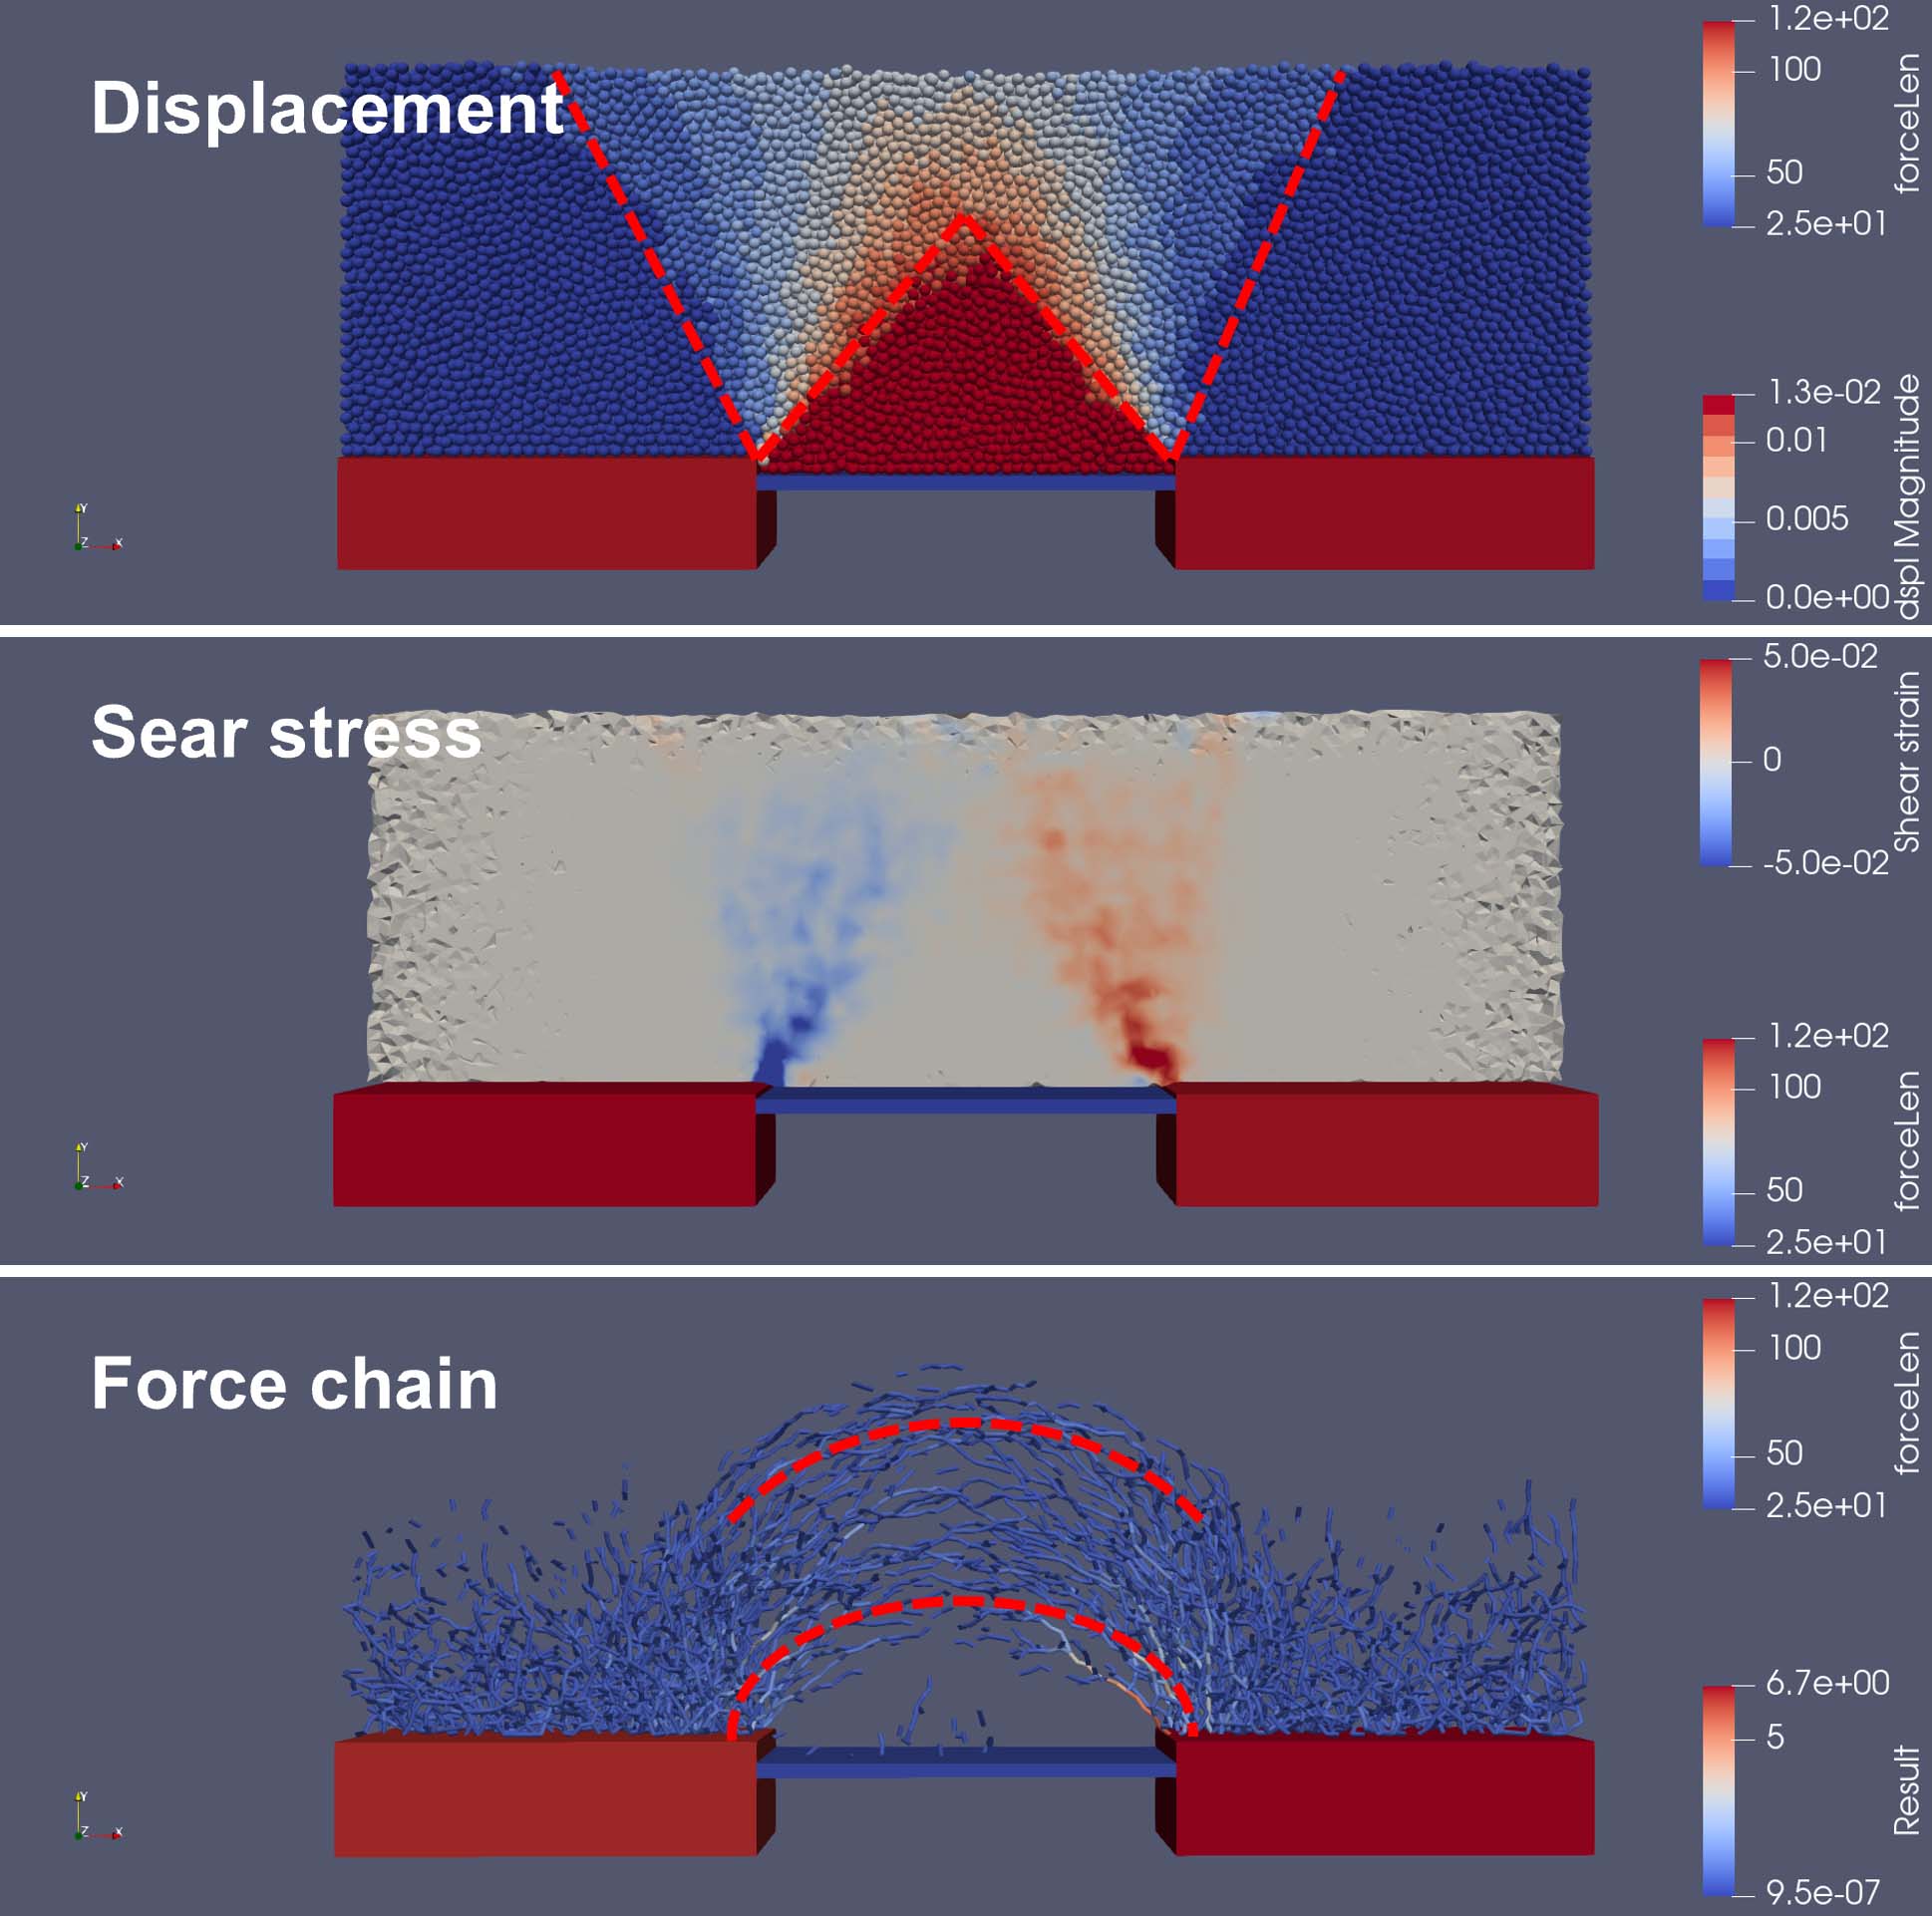 Displacement
1.2e+02
100
50
2.5e+01
forceLen
1.3e-02
0.01
0.005
0.0e+00
dspl Magnitude
Y
Z
X
Sear stress
5.0e-02
0
-5.0e-02
Shear strain
1.2e+02
100
50
2.5e+01
forceLen
Y
Z
X
Force chain
1.2e+02
100
50
2.5e+01
forceLen
6.7e+00
5
9.5e-07
Result
Y
Z
X